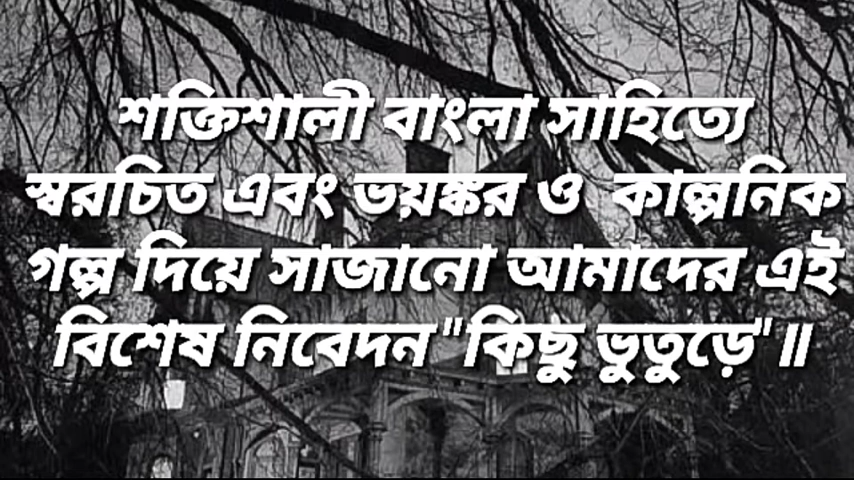 শক্তিশালী বাংলা সাহিত্যে
স্বরচিত এবং ভয়ঙ্কর ও কাল্পনিক
গল্প দিয়ে সাজানো আমাদের এই
বিশেষ নিবেদন "কিছু ভুতুড়ে"॥